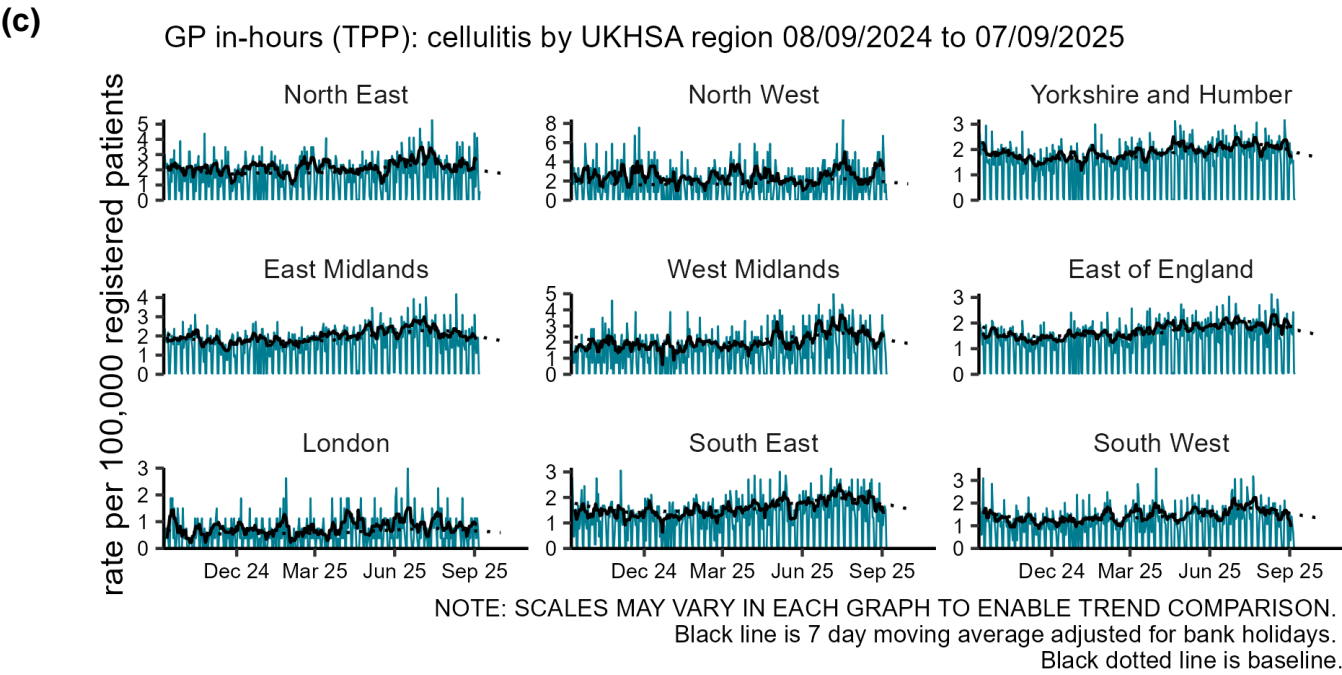 (c)
GP in-hours (TPP): cellulitis by UKHSA region 08/09/2024 to 07/09/2025
rate per 100,000 registered patients
North East
5
4
3
2
1
0
North West
8
6
4
2
0
Yorkshire and Humber
3
2
1
0
East Midlands
4
3
2
1
0
West Midlands
5
4
3
2
1
0
East of England
3
2
1
0
London
3
2
1
0
Dec 24 Mar 25 Jun 25 Sep 25
South East
3
2
1
0
Dec 24 Mar 25 Jun 25 Sep 25
South West
3
2
1
0
Dec 24 Mar 25 Jun 25 Sep 25
NOTE: SCALES MAY VARY IN EACH GRAPH TO ENABLE TREND COMPARISON.
Black line is 7 day moving average adjusted for bank holidays.
Black dotted line is baseline.